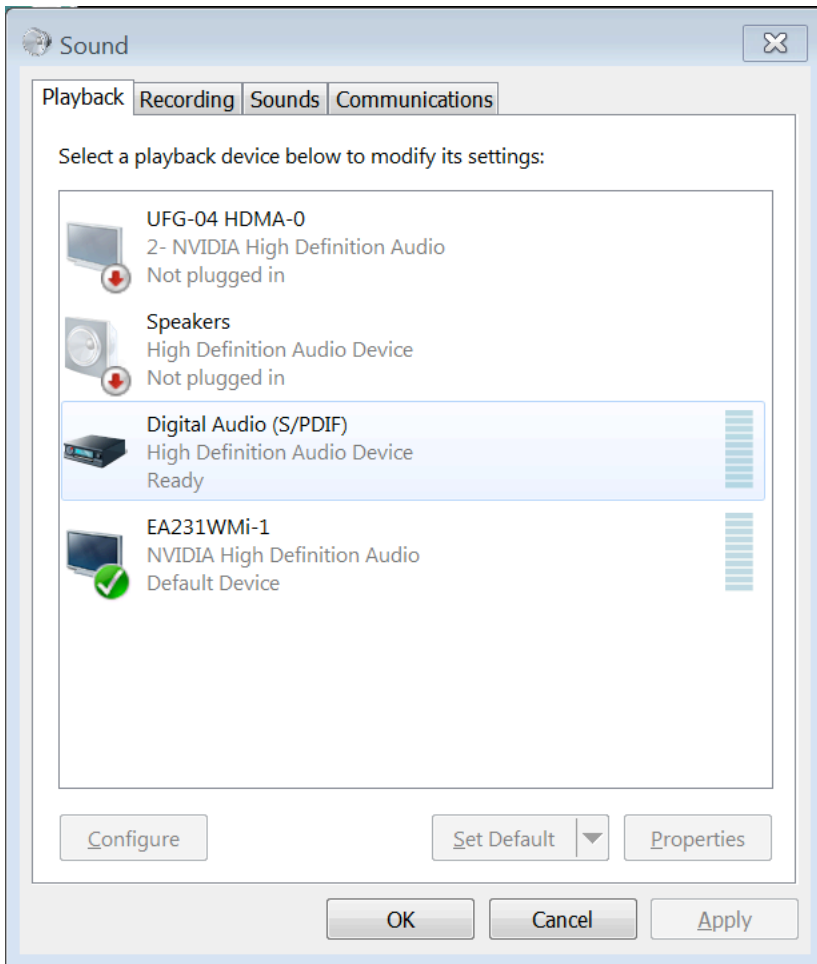 Sound
Playback Recording Sounds Communications
Select a playback device below to modify its settings:
UFG-04 HDMA-0
2- NVIDIA High Definition Audio
Not plugged in
Speakers
High Definition Audio Device
Not plugged in
Digital Audio (S/PDIF)
High Definition Audio Device
Ready
EA231WMi-1
NVIDIA High Definition Audio
Default Device
Configure Set Default Properties
OK Cancel Apply